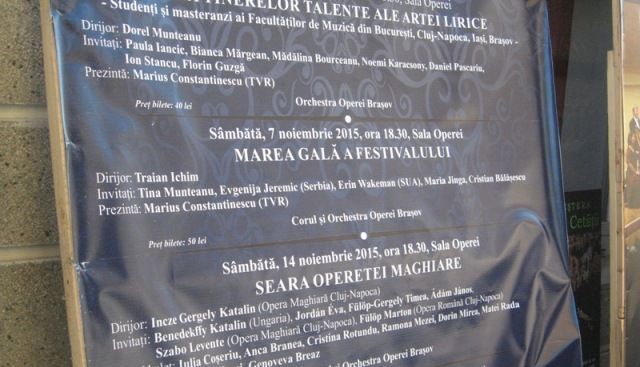 TINERELOR TALENTE ALE ARTEI LIRICE
- Studenți și masteranzi ai Facultăților de Muzică din București, Cluj-Napoca, Iași, Brașov -
Dirijor: Dorel Munteanu
Invitați: Paula Iancic, Bianca Mărgean, Mădălina Bourceanu, Noemi Karacsony, Daniel Pascariu,
Ion Stancu, Florin Guzgă
Prezintă: Marius Constantinescu (TVR)
Orchestra Operei Brașov
Preț bilete: 40 lei
Sâmbătă, 7 noiembrie 2015, ora 18.30, Sala Operei
MAREA GALĂ A FESTIVALULUI
Dirijor: Traian Ichim
Invitați: Tina Munteanu, Evgenija Jeremic (Serbia), Erin Wakeman (SUA), Maria Jinga, Cristian Bălășescu
Prezintă: Marius Constantinescu (TVR)
Corul și Orchestra Operei Brașov
Preț bilete: 50 lei
Sâmbătă, 14 noiembrie 2015, ora 18.30, Sala Operei
SEARA OPERETEI MAGHIARE
Dirijor: Incze Gergely Katalin (Opera Maghiară Cluj-Napoca)
Invitați: Benedekffy Katalin (Ungaria), Jordán Éva, Fülöp-Gergely Timea, Ádám János,
Szabo Levente (Opera Maghiară Cluj-Napoca), Fülöp Marton (Opera Română Cluj-Napoca)
Iulia Coșeriu, Anca Branea, Cristina Rotundu, Ramona Mezei, Dorin Mirea, Matei Rada
Genoveva Breaz
Orchestra Operei Brașov
Cetății